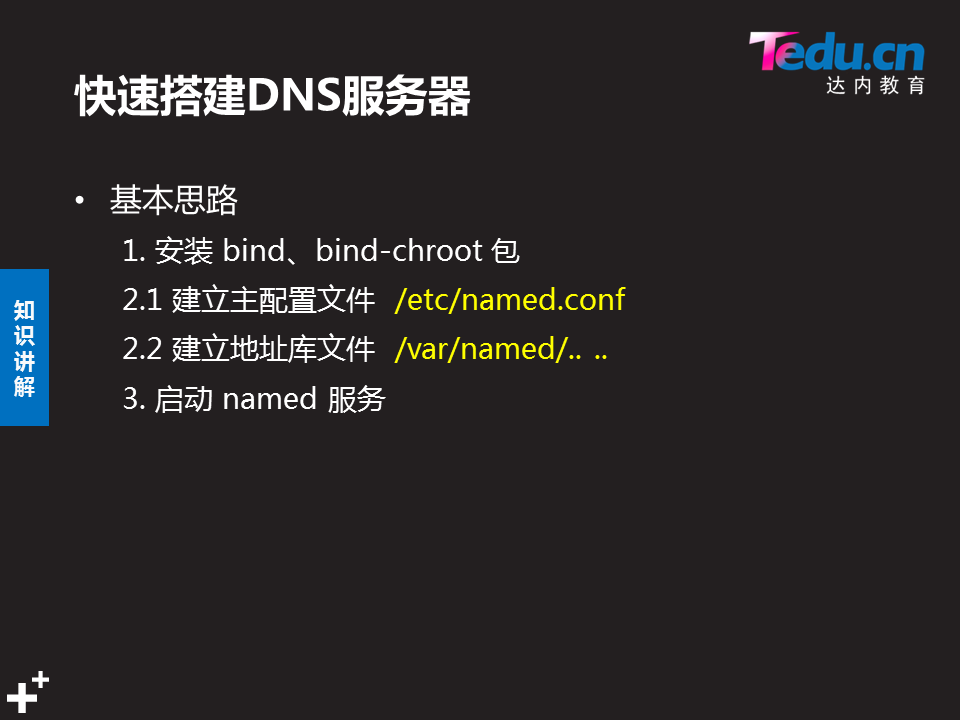 Tedu.cn
达内教育
快速搭建DNS服务器
• 基本思路
1. 安装 bind、bind-chroot 包
2.1 建立主配置文件 /etc/named.conf
2.2 建立地址库文件 /var/named/.. ..
3. 启动 named 服务
知识讲解